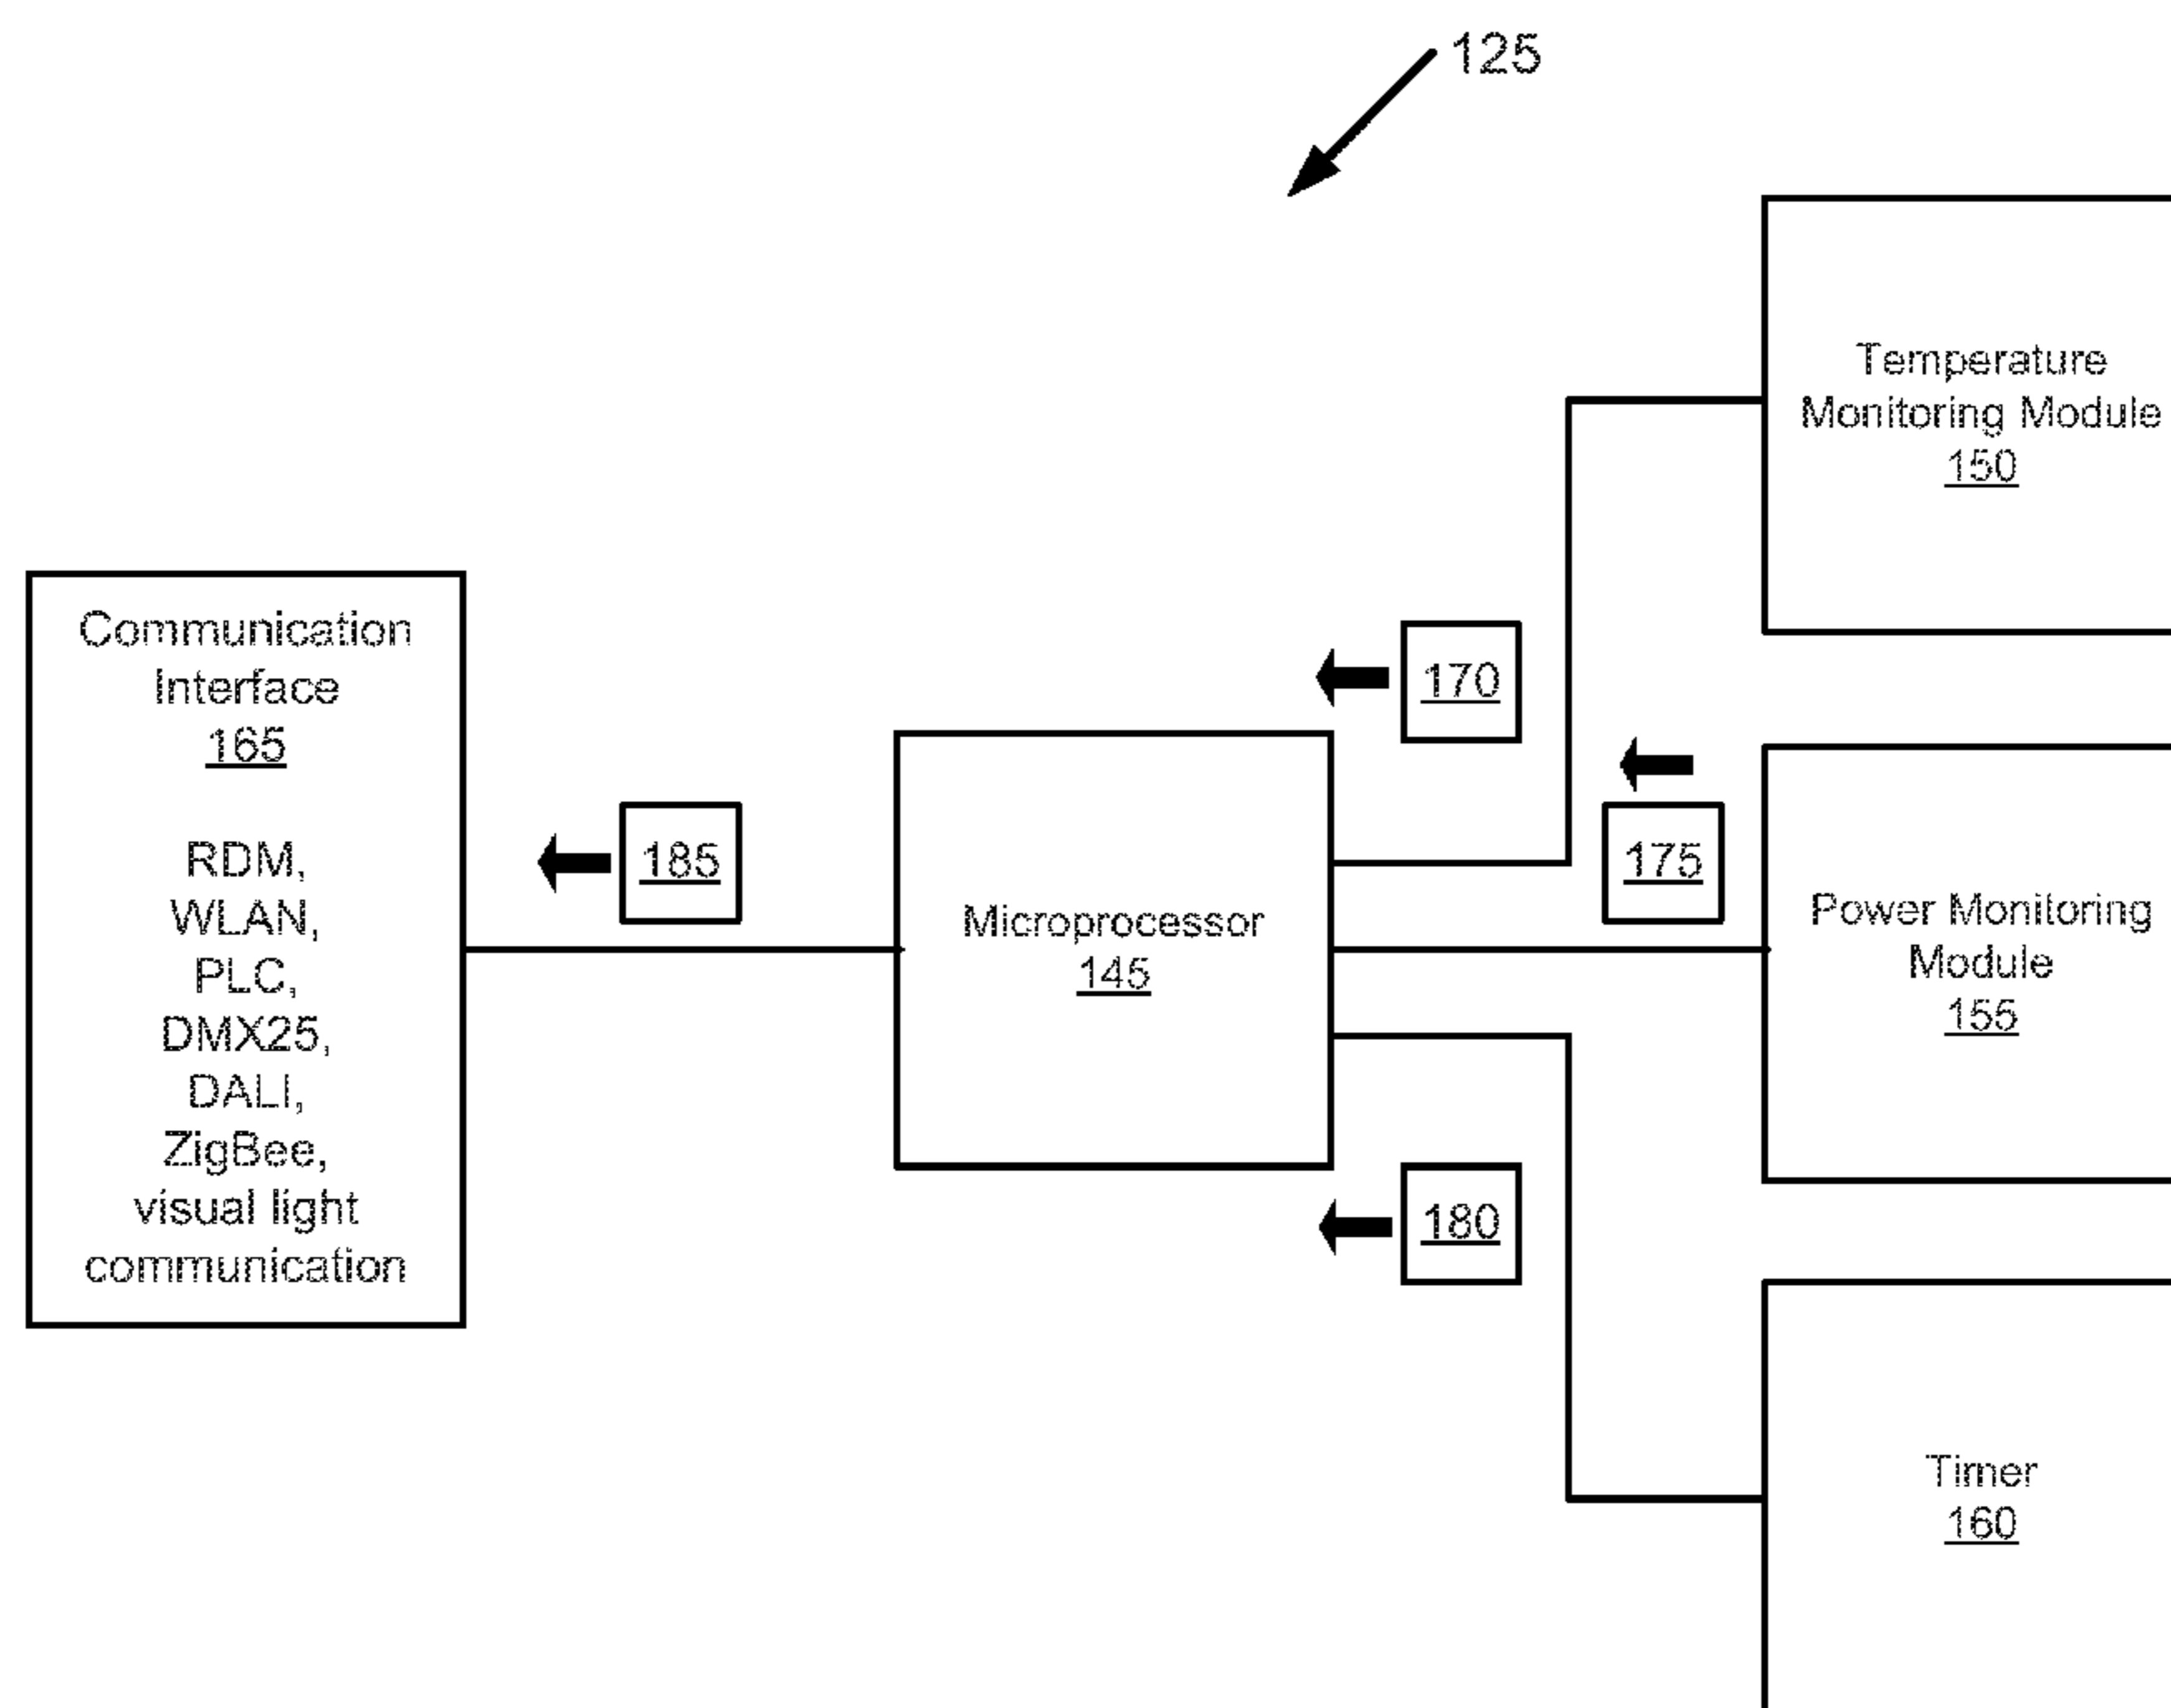 125
Temperature
Monitoring Module
150
Communication
Interface
165
RDM,
WLAN,
PLC,
DMX25,
DALI,
ZigBee,
visual light
communication
185
Microprocessor
145
170
175
180
Power Monitoring
Module
155
Timer
160